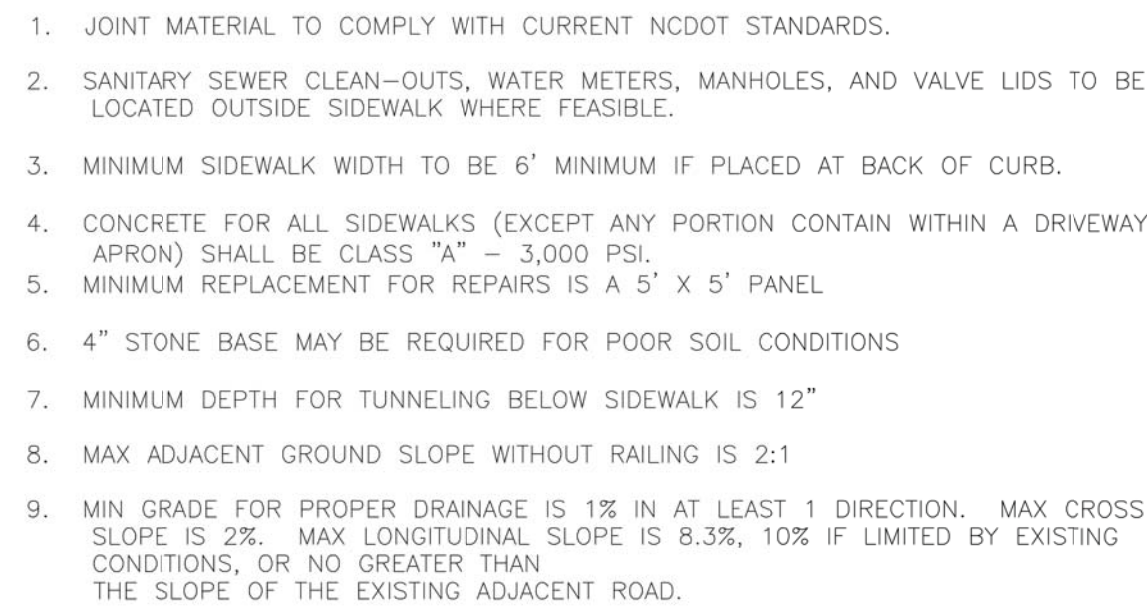 1. JOINT MATERIAL TO COMPLY WITH CURRENT NCDOT STANDARDS.
2. SANITARY SEWER CLEAN-OUTS, WATER METERS, MANHOLES, AND VALVE LIDS TO BE
LOCATED OUTSIDE SIDEWALK WHERE FEASIBLE.
3. MINIMUM SIDEWALK WIDTH TO BE 6' MINIMUM IF PLACED AT BACK OF CURB.
4. CONCRETE FOR ALL SIDEWALKS (EXCEPT ANY PORTION CONTAIN WITHIN A DRIVEWAY
APRON) SHALL BE CLASS "A" – 3,000 PSI.
5. MINIMUM REPLACEMENT FOR REPAIRS IS A 5' X 5' PANEL
6. 4" STONE BASE MAY BE REQUIRED FOR POOR SOIL CONDITIONS
7. MINIMUM DEPTH FOR TUNNELING BELOW SIDEWALK IS 12"
8. MAX ADJACENT GROUND SLOPE WITHOUT RAILING IS 2:1
9. MIN GRADE FOR PROPER DRAINAGE IS 1% IN AT LEAST 1 DIRECTION. MAX CROSS
SLOPE IS 2%. MAX LONGITUDINAL SLOPE IS 8.3%, 10% IF LIMITED BY EXISTING
CONDITIONS, OR NO GREATER THAN
THE SLOPE OF THE EXISTING ADJACENT ROAD.